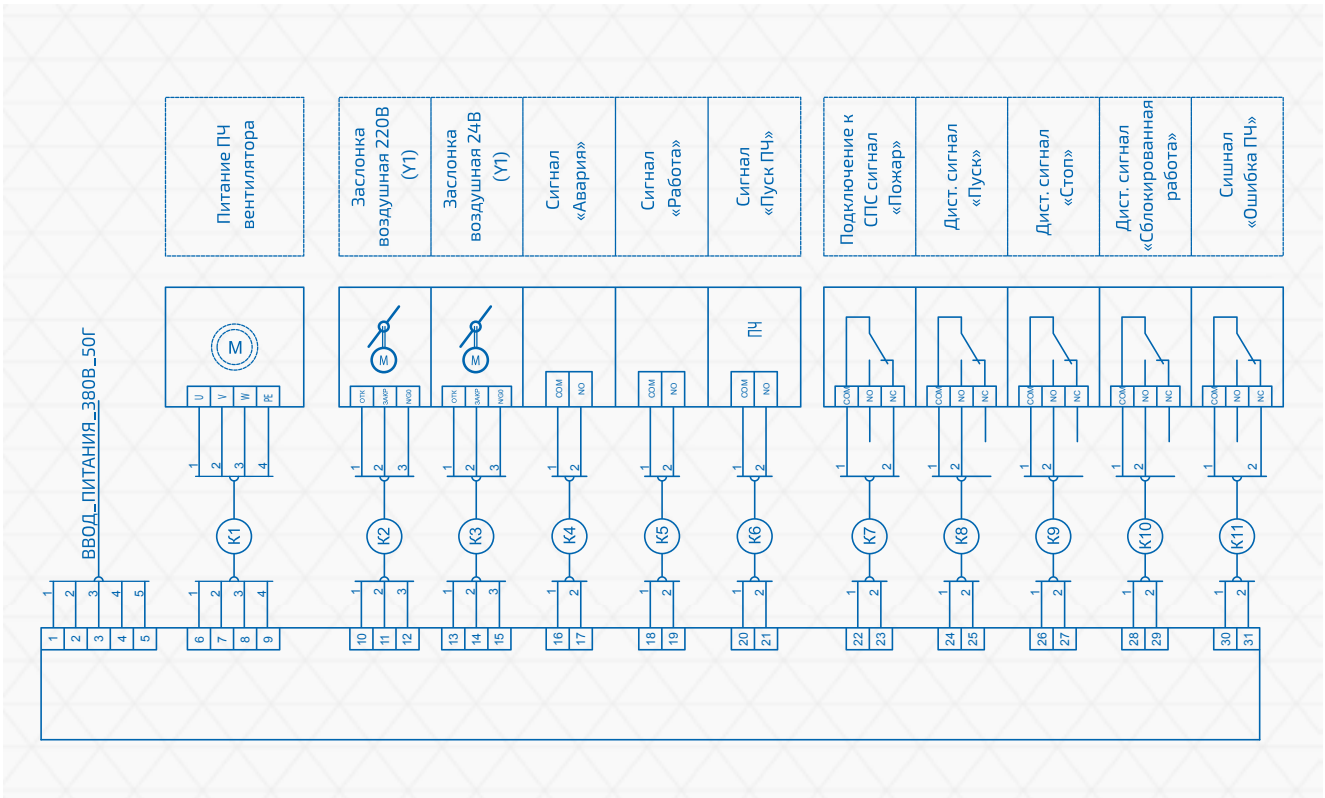 Питание ПЧ
вентилятора
Заслонка
воздушная 220В
(Y1)
Заслонка
воздушная 24В
(Y1)
Сигнал
«Авария»
Сигнал
«Работа»
Сигнал
«Пуск ПЧ»
Подключение к
СПС сигнал
«Пожар»
Дист. сигнал
«Пуск»
Дист. сигнал
«Стоп»
Дист. сигнал
«Сблокированная
работа»
Сишнал
«Ошибка ПЧ»
ВВОД_ПИТАНИЯ_380В_50Г
M
U
V
W
PE
M
ОТК
ЗАКР
N/G0
M
ОТК
ЗАКР
N/G0
COM
NO
COM
NO
ПЧ
COM
NO
COM
NO
NC
COM
NO
NC
COM
NO
NC
COM
NO
NC
COM
NO
NC
1
2
3
4
1
2
3
1
2
3
1
2
1
2
1
2
1
2
1
2
1
2
1
2
1
2
K1
K2
K3
K4
K5
K6
K7
K8
K9
K10
K11
1
2
3
4
5
1
2
3
4
1
2
3
1
2
3
1
2
1
2
1
2
1
2
1
2
1
2
1
2
1
2
1
2
3
4
5
6
7
8
9
10
11
12
13
14
15
16
17
18
19
20
21
22
23
24
25
26
27
28
29
30
31